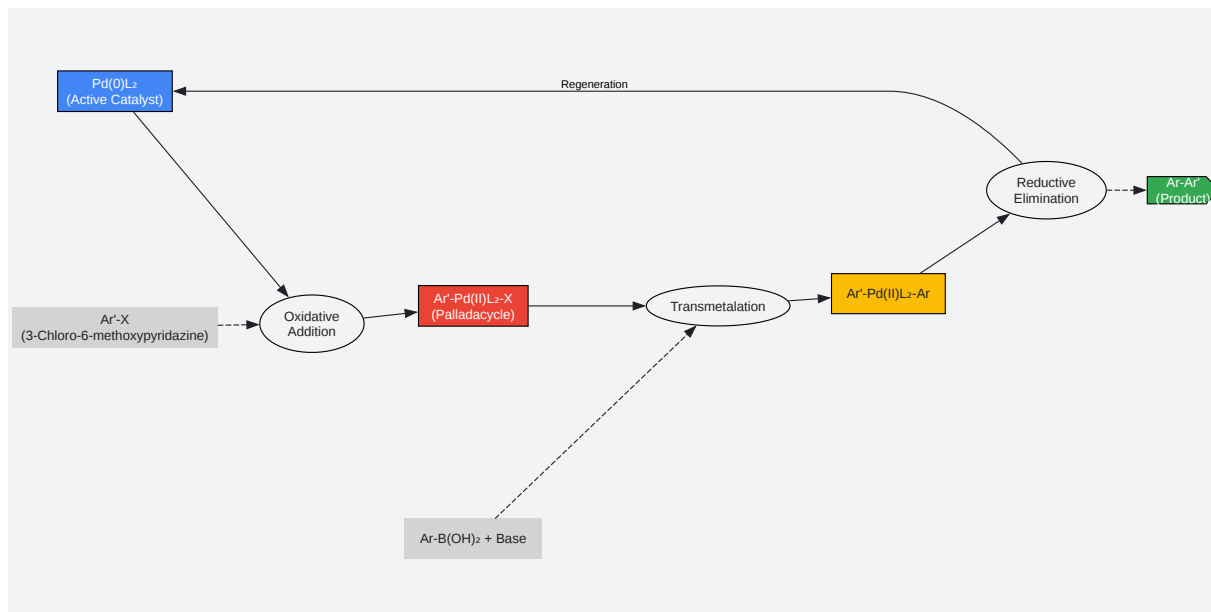 Pd(0)L₂
(Active Catalyst)
Regeneration
Reductive
Elimination
Ar-Ar'
(Product)
Ar'-Pd(II)L₂-X
(Palladacycle)
Transmetalation
Ar'-Pd(II)L₂-Ar
Oxidative
Addition
Ar'-X
(3-Chloro-6-methoxypyridazine)
Ar-B(OH)₂ + Base